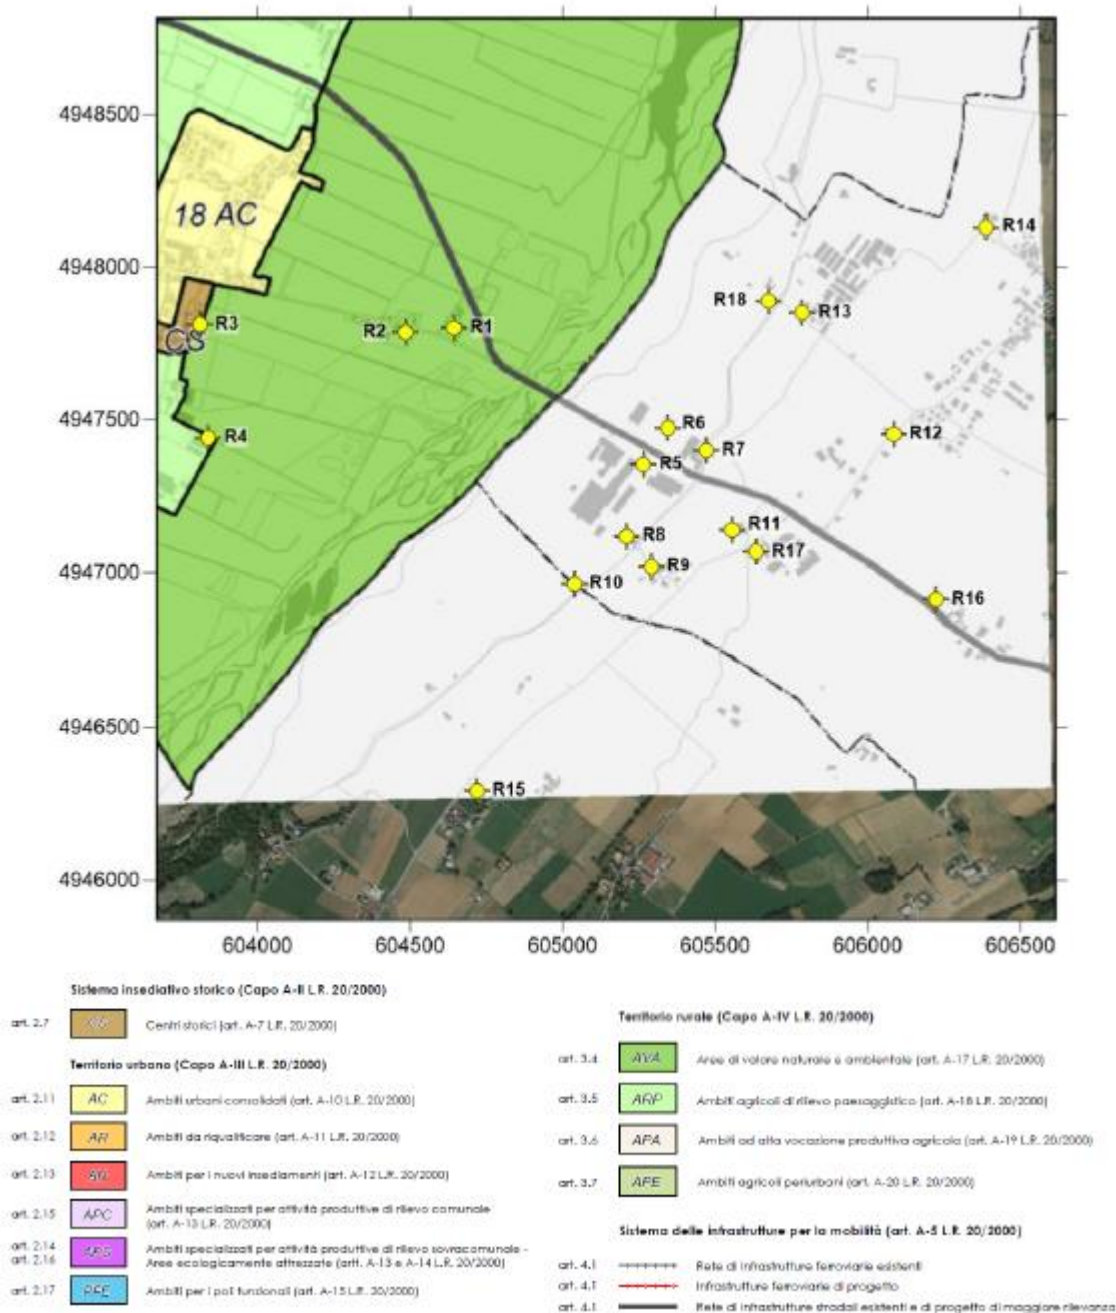 4948500
18 AC
R14
4948000
R18
R13
R3
R2
R1
CS
4947500
R6
R4
R7
R12
R5
R11
R8
R17
R9
4947000
R10
R16
4946500
R15
4946000
604000 604500 605000 605500 606000 606500
Sistema insediativo storico (Capo A-II L.R. 20/2000)
art. 2.7 Centri storici (art. A-7 L.R. 20/2000)
Territorio urbano (Capo A-III L.R. 20/2000)
art. 2.11 AC Ambiti urbani consolidati (art. A-10 L.R. 20/2000)
art. 2.12 AR Ambiti da riqualificare (art. A-11 L.R. 20/2000)
art. 2.13 AN Ambiti per i nuovi insediamenti (art. A-12 L.R. 20/2000)
art. 2.15 APC Ambiti specializzati per attività produttive di rilievo comunale
(art. A-13 L.R. 20/2000)
art. 2.14 Ambiti specializzati per attività produttive di rilievo sovracomunale -
art. 2.16 Aree ecologicamente attrezzate (artt. A-13 e A-14 L.R. 20/2000)
art. 2.17 Ambiti per i poli funzionali (art. A-15 L.R. 20/2000)
Territorio rurale (Capo A-IV L.R. 20/2000)
art. 3.4 AVA Aree di valore naturale e ambientale (art. A-17 L.R. 20/2000)
art. 3.5 ARP Ambiti agricoli di rilievo paesaggistico (art. A-18 L.R. 20/2000)
art. 3.6 APA Ambiti ad alta vocazione produttiva agricola (art. A-19 L.R. 20/2000)
art. 3.7 Ambiti agricoli periurbani (art. A-20 L.R. 20/2000)
Sistema delle infrastrutture per la mobilità (art. A-5 L.R. 20/2000)
art. 4.1 Rete di infrastrutture ferroviarie esistenti
art. 4.1 Infrastrutture ferroviarie di progetto
art. 4.1 Rete di infrastrutture stradali esistenti e di progetto di maggiore rilevanza